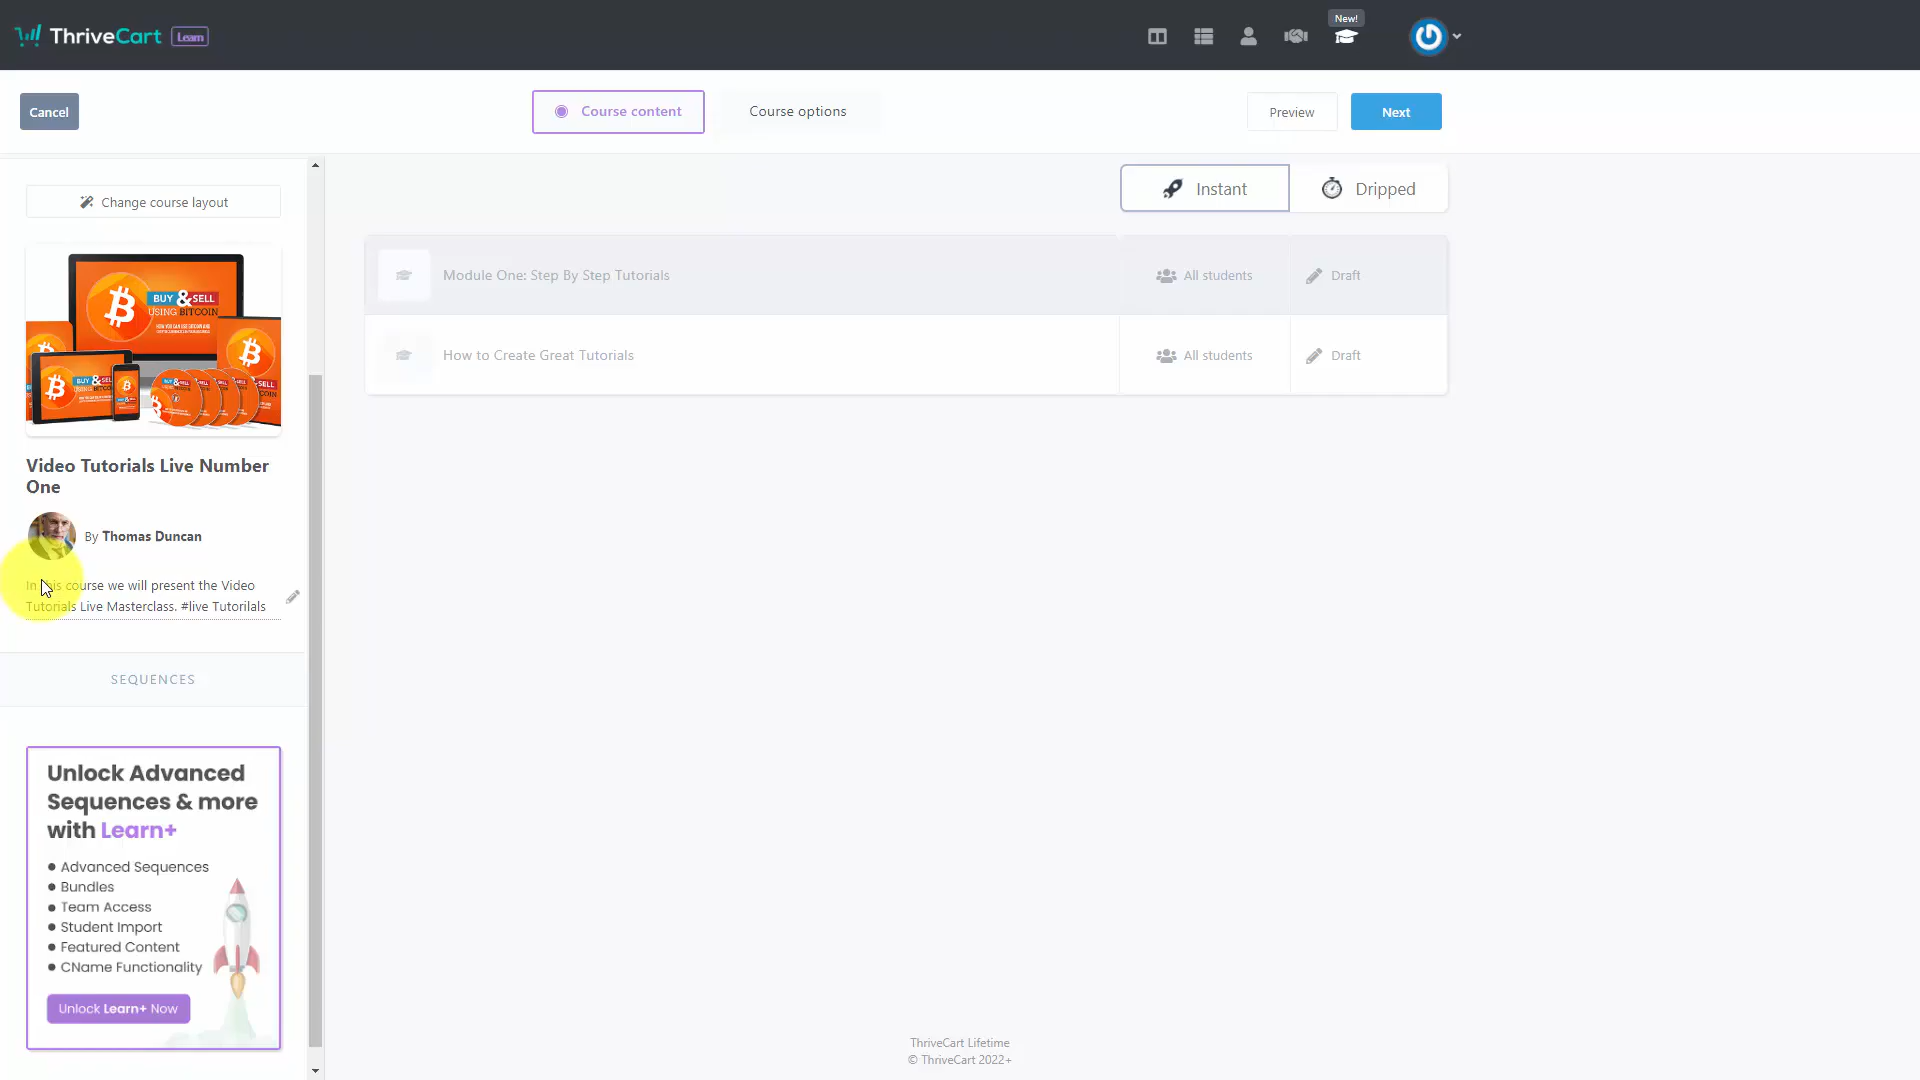 New!
ThriveCart Learn
Cancel
Course content
Course options
Preview
Next
Change course layout
Instant
Dripped
BUY & SELL
USING BITCOIN
Module One: Step By Step Tutorials
All students
Draft
How to Create Great Tutorials
All students
Draft
Video Tutorials Live Number
One
By Thomas Duncan
In this course we will present the Video
Tutorials Live Masterclass. #live Tutorilals
SEQUENCES
Unlock Advanced
Sequences & more
with Learn+
Advanced Sequences
Bundles
Team Access
Student Import
Featured Content
CName Functionality
Unlock Learn+ Now
ThriveCart Lifetime
© ThriveCart 2022+